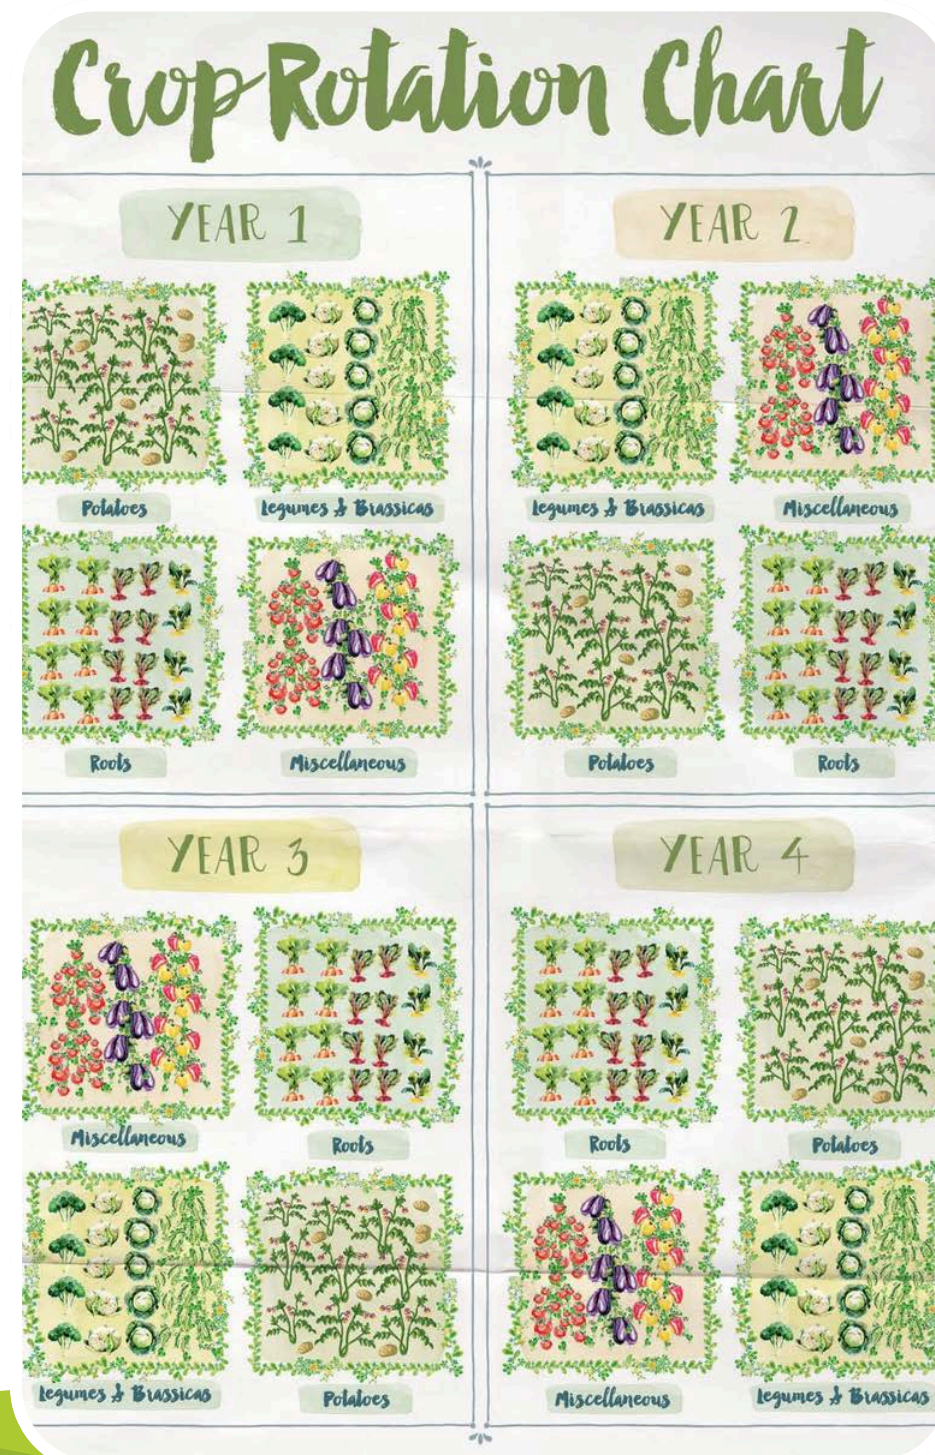 Crop Rotation Chart
YEAR 1
Potatoes
Legumes & Brassicas
Roots
Miscellaneous
YEAR 2
Legumes & Brassicas
Miscellaneous
Potatoes
Roots
YEAR 3
Miscellaneous
Roots
Legumes & Brassicas
Potatoes
YEAR 4
Roots
Potatoes
Miscellaneous
Legumes & Brassicas